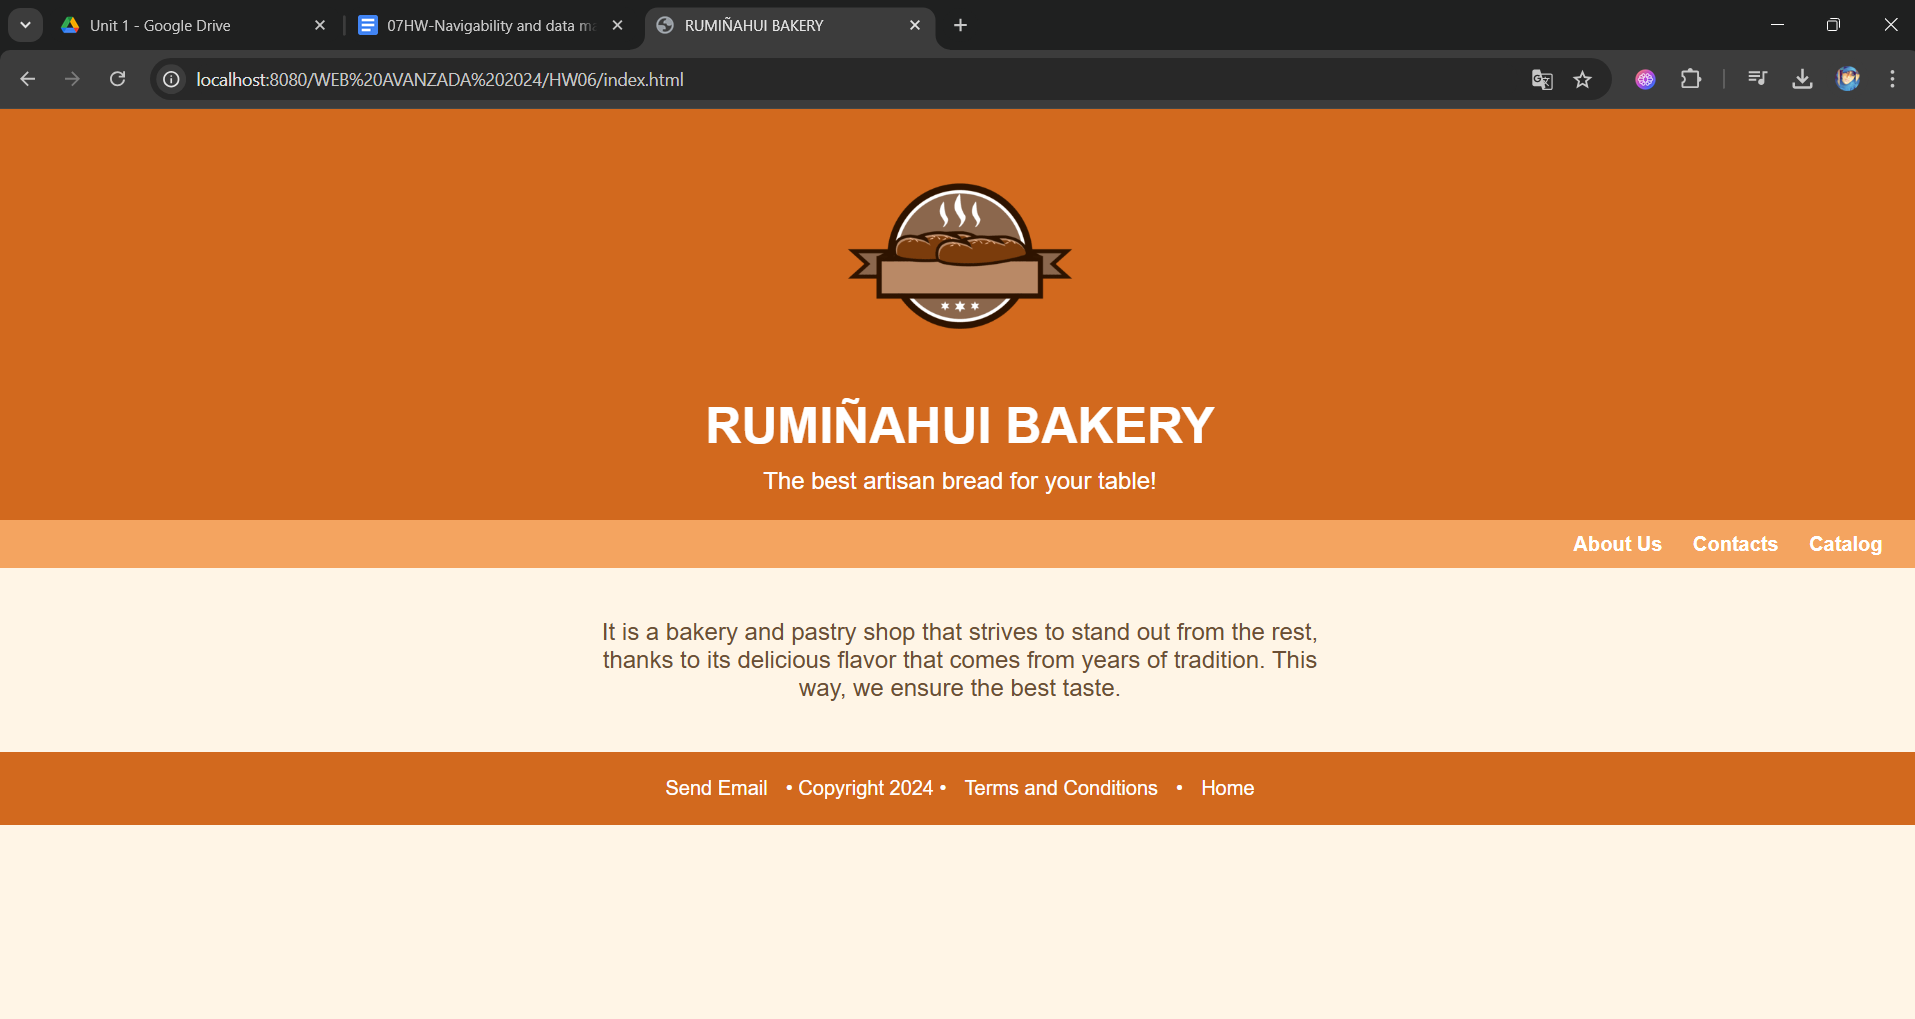 Unit 1 - Google Drive
07HW-Navigability and data ma
RUMIÑAHUI BAKERY
localhost:8080/WEB%20AVANZADA%202024/HW06/index.html
RUMIÑAHUI BAKERY
The best artisan bread for your table!
About Us Contacts Catalog
It is a bakery and pastry shop that strives to stand out from the rest,
thanks to its delicious flavor that comes from years of tradition. This
way, we ensure the best taste.
Send Email • Copyright 2024 • Terms and Conditions • Home